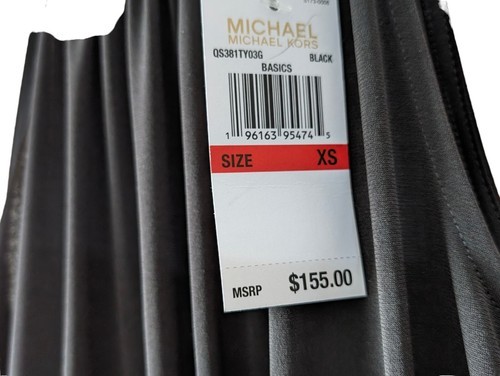 MICHAEL
MICHAEL KORS
QS381TY03G BLACK
BASICS
1 96163 95474 5
SIZE XS
MSRP $155.00